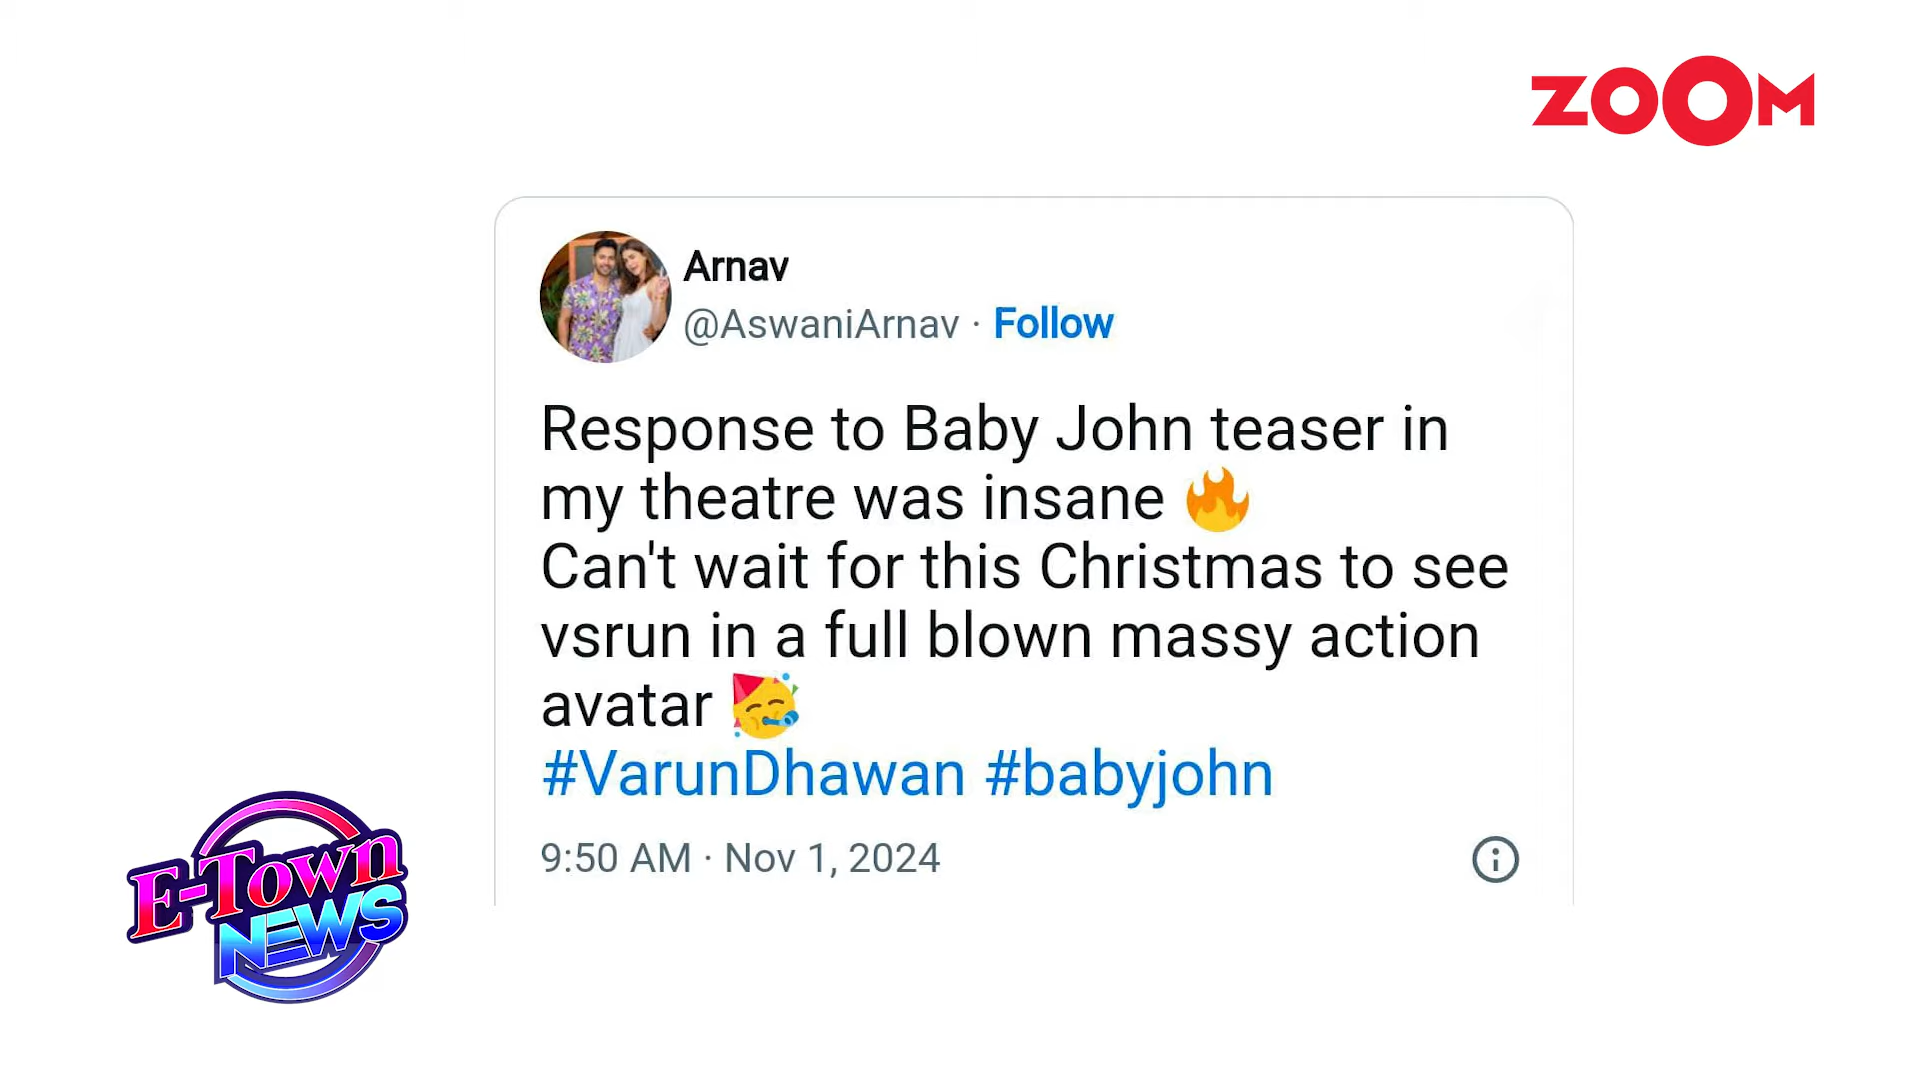 ZOOM
Arnav
@AswaniArnav · Follow
Response to Baby John teaser in
my theatre was insane 🔥
Can't wait for this Christmas to see
vsrun in a full blown massy action
avatar 🥳
#VarunDhawan #babyjohn
9:50 AM · Nov 1, 2024
E-Town
NEWS